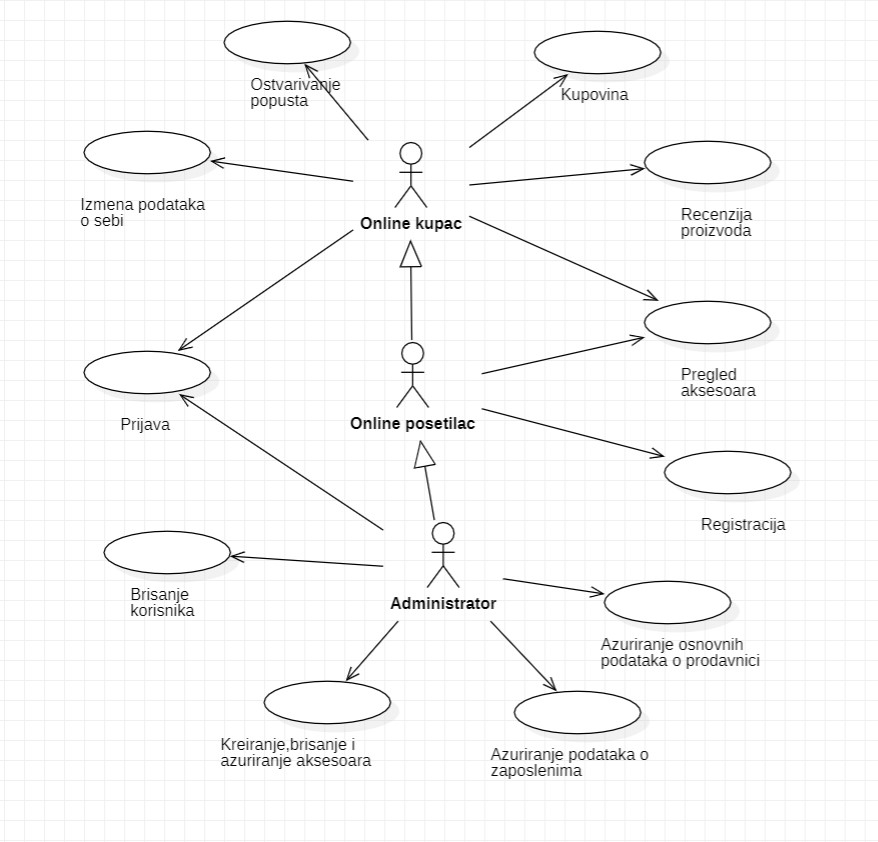 Ostvarivanje
popusta
Kupovina
Izmena podataka
o sebi
Recenzija
proizvoda
Online kupac
Pregled
aksesoara
Prijava
Online posetilac
Registracija
Brisanje
korisnika
Administrator
Azuriranje osnovnih
podataka o prodavnici
Kreiranje,brisanje i
azuriranje aksesoara
Azuriranje podataka o
zaposlenima